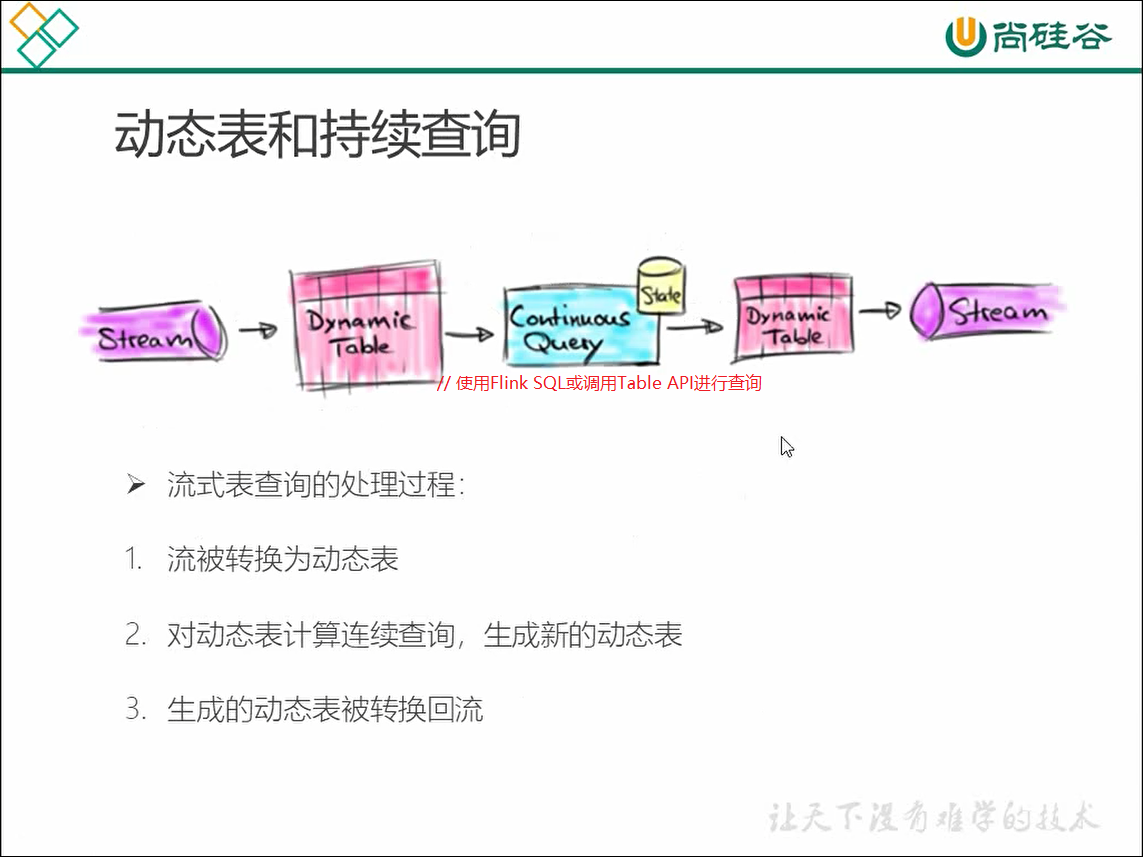 尚硅谷
动态表和持续查询
Stream
Dynamic
Table
Continuous
Query
State
Dynamic
Table
Stream
// 使用Flink SQL或调用Table API进行查询
➢ 流式表查询的处理过程：
1. 流被转换为动态表
2. 对动态表计算连续查询，生成新的动态表
3. 生成的动态表被转换回流
让天下没有难学的技术